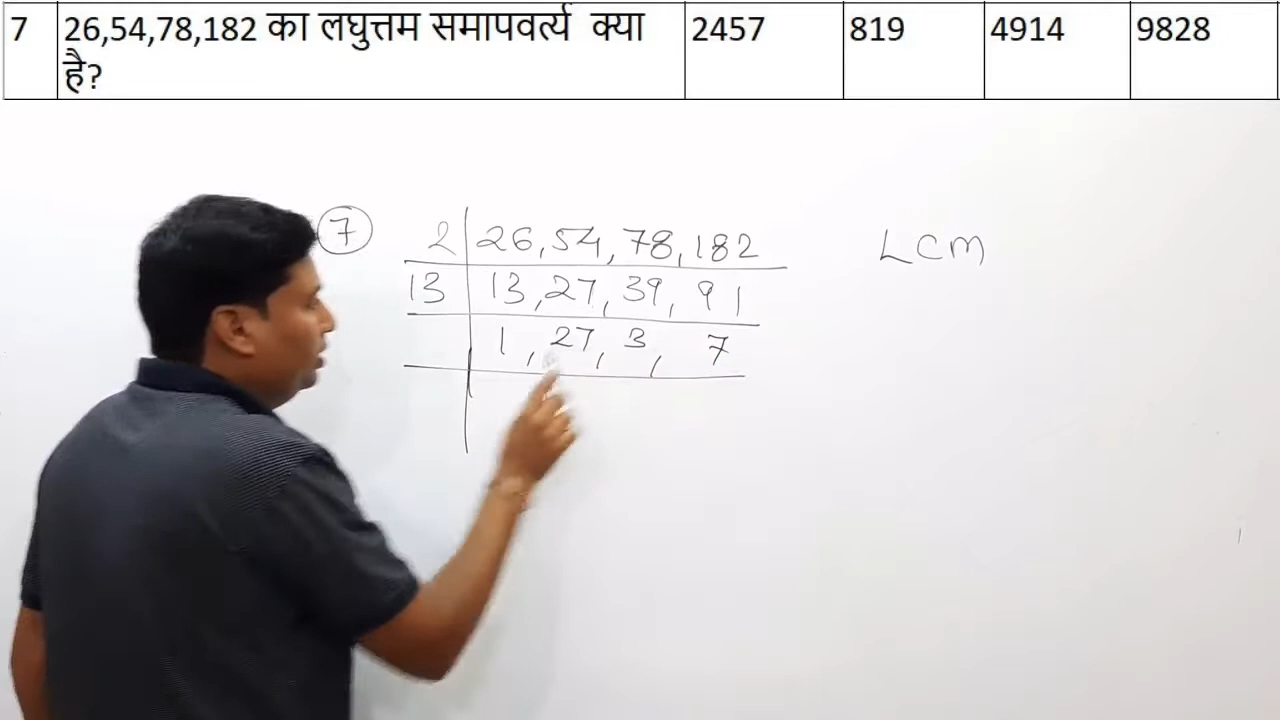 7 26,54,78,182 का लघुत्तम समापवर्त्य क्या 2457 819 4914 9828
है?
7 2 26,54,78,182 LCM
13 13,27,39,91
1,27,3,7